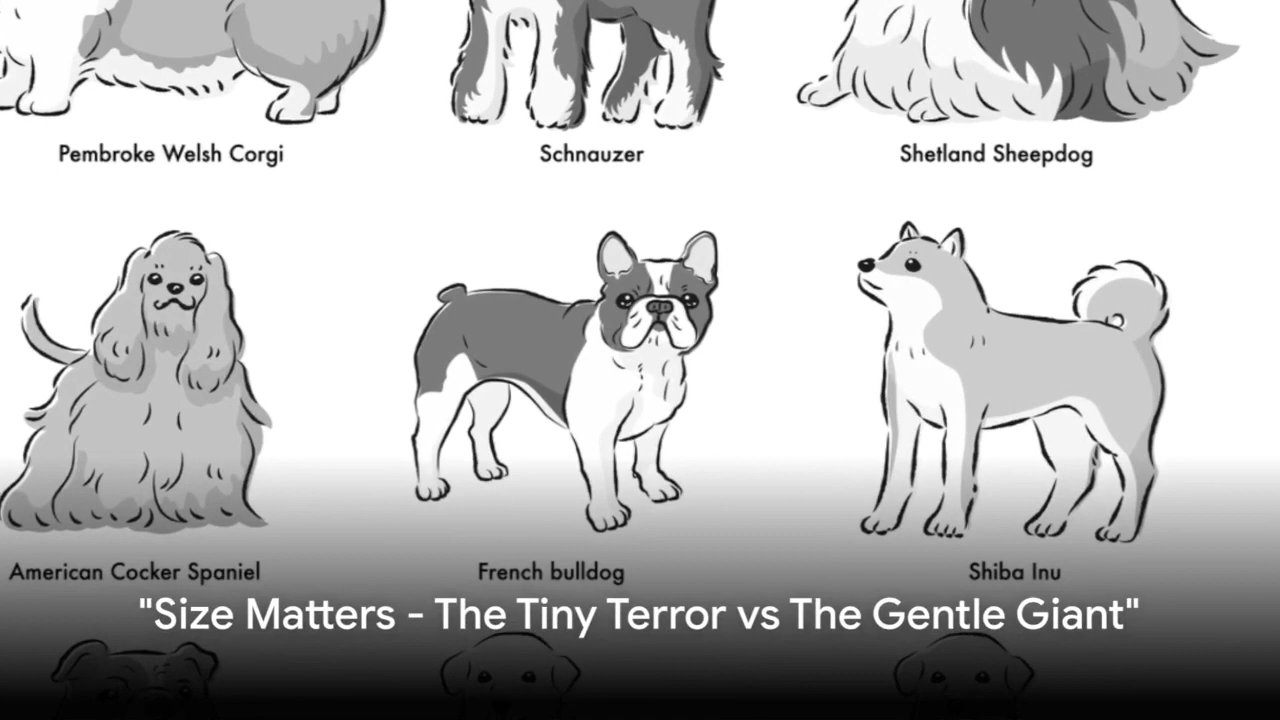 Pembroke Welsh Corgi
Schnauzer
Shetland Sheepdog
American Cocker Spaniel
French bulldog
Shiba Inu
"Size Matters - The Tiny Terror vs The Gentle Giant"